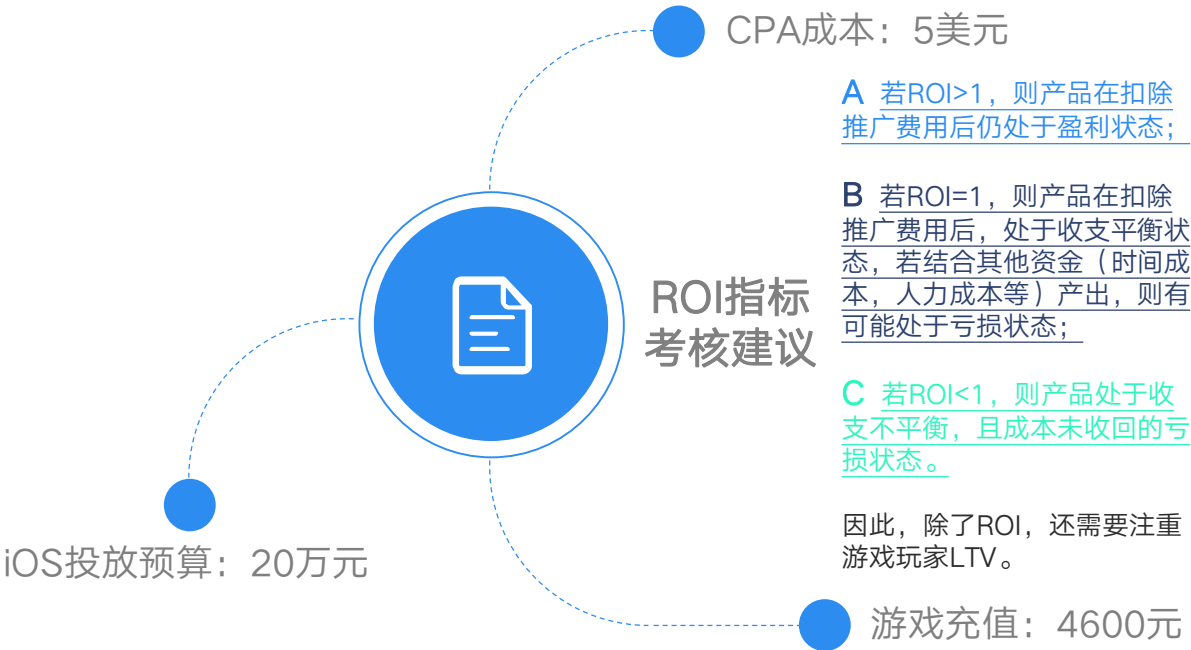 CPA成本：5美元
A 若ROI>1，则产品在扣除
推广费用后仍处于盈利状态；
B 若ROI=1，则产品在扣除
推广费用后，处于收支平衡状
态，若结合其他资金（时间成
本，人力成本等）产出，则有
可能处于亏损状态；
ROI指标
考核建议
C 若ROI<1，则产品处于收
支不平衡，且成本未收回的亏
损状态。
因此，除了ROI，还需要注重
游戏玩家LTV。
iOS投放预算：20万元
游戏充值：4600元